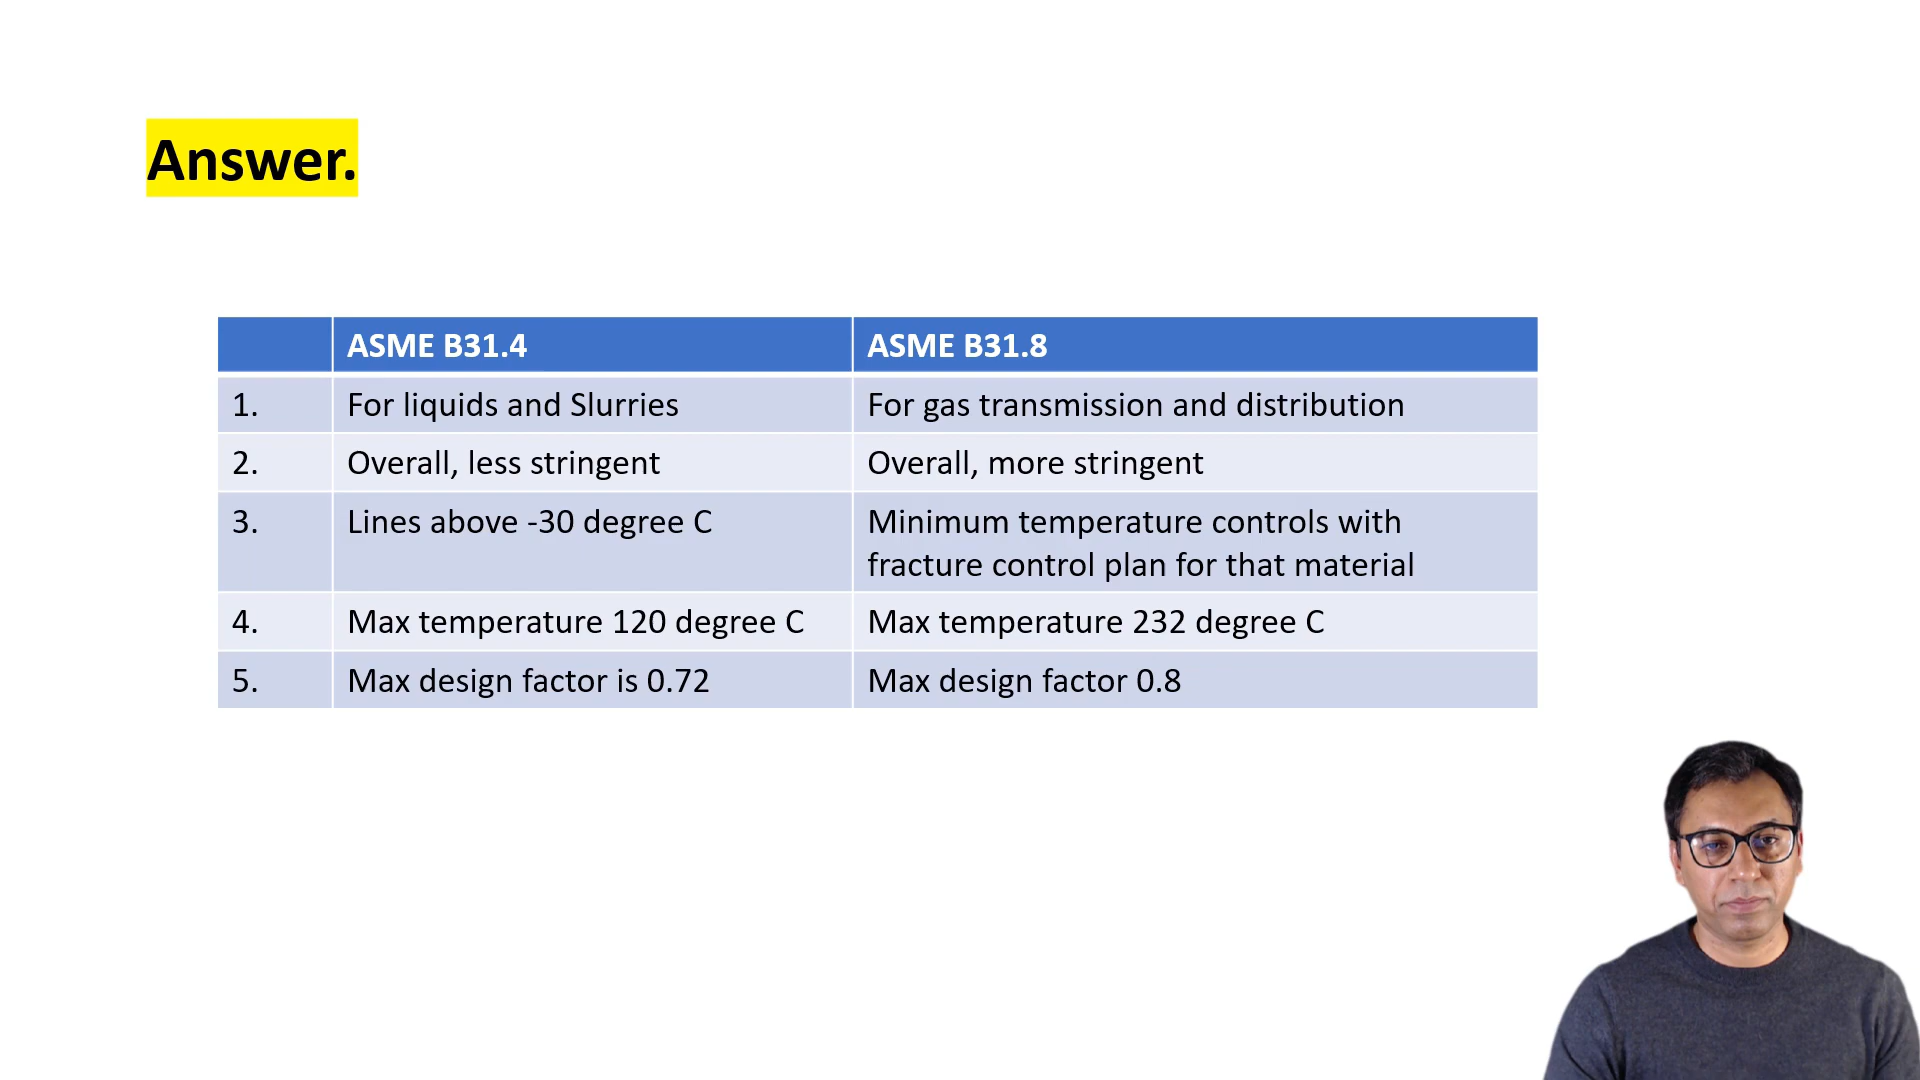 Answer.
ASME B31.4 ASME B31.8
1. For liquids and Slurries For gas transmission and distribution
2. Overall, less stringent Overall, more stringent
3. Lines above -30 degree C Minimum temperature controls with
fracture control plan for that material
4. Max temperature 120 degree C Max temperature 232 degree C
5. Max design factor is 0.72 Max design factor 0.8